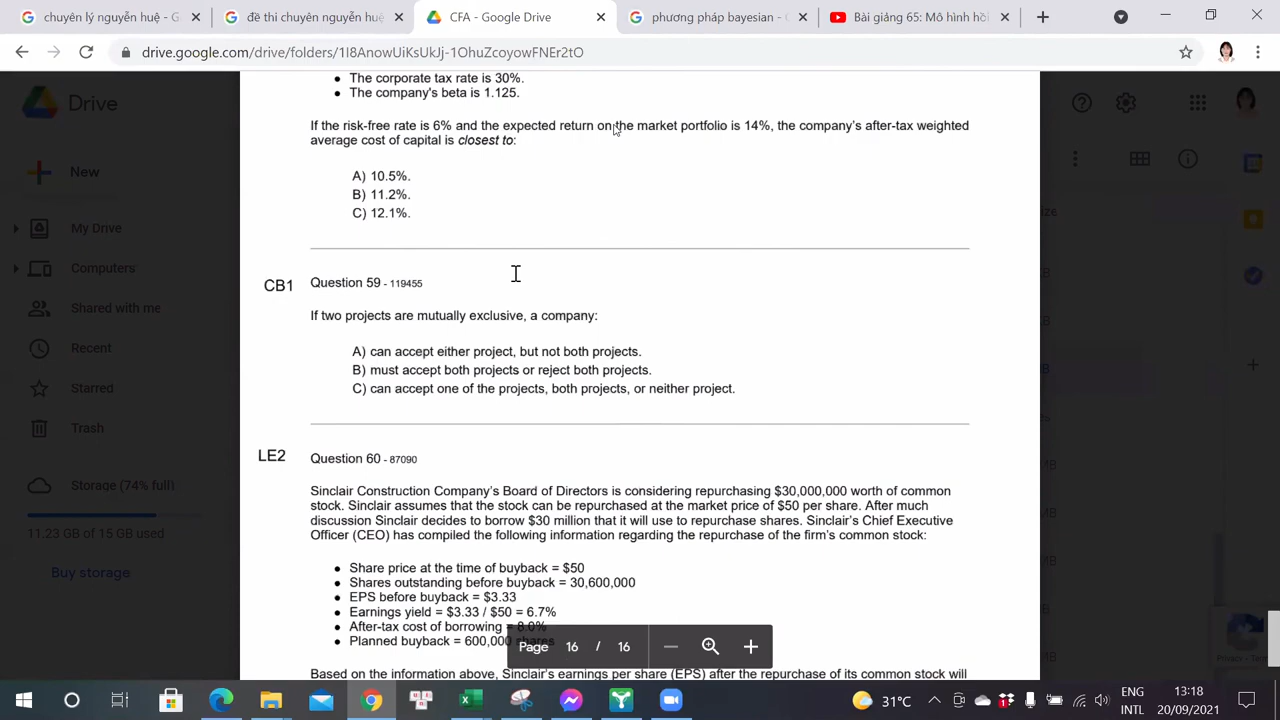 chuyên lý nguyễn huệ - G
đề thi chuyên nguyễn huệ
CFA - Google Drive
phương pháp bayesian - G
Bài giảng 65: Mô hình hồi
drive.google.com/drive/folders/1I8AnowUiKsUkJj-1OhuZcoyowFNEr2tO
Drive
New
My Drive
Computers
Shared with me
Recent
Starred
Trash
Storage (74% full)
11.23 GB of 15 GB used
Buy storage
The corporate tax rate is 30%.
The company's beta is 1.125.
If the risk-free rate is 6% and the expected return on the market portfolio is 14%, the company's after-tax weighted
average cost of capital is closest to:
A) 10.5%.
B) 11.2%.
C) 12.1%.
CB1
Question 59 - 119455
If two projects are mutually exclusive, a company:
A) can accept either project, but not both projects.
B) must accept both projects or reject both projects.
C) can accept one of the projects, both projects, or neither project.
LE2
Question 60 - 87090
Sinclair Construction Company's Board of Directors is considering repurchasing $30,000,000 worth of common
stock. Sinclair assumes that the stock can be repurchased at the market price of $50 per share. After much
discussion Sinclair decides to borrow $30 million that it will use to repurchase shares. Sinclair's Chief Executive
Officer (CEO) has compiled the following information regarding the repurchase of the firm's common stock:
Share price at the time of buyback = $50
Shares outstanding before buyback = 30,600,000
EPS before buyback = $3.33
Earnings yield = $3.33 / $50 = 6.7%
After-tax cost of borrowing = 8.0%
Planned buyback = 600,000 shares
Based on the information above, Sinclair's earnings per share (EPS) after the repurchase of its common stock will
Page 16 / 16
31°C
ENG
INTL
13:18
20/09/2021